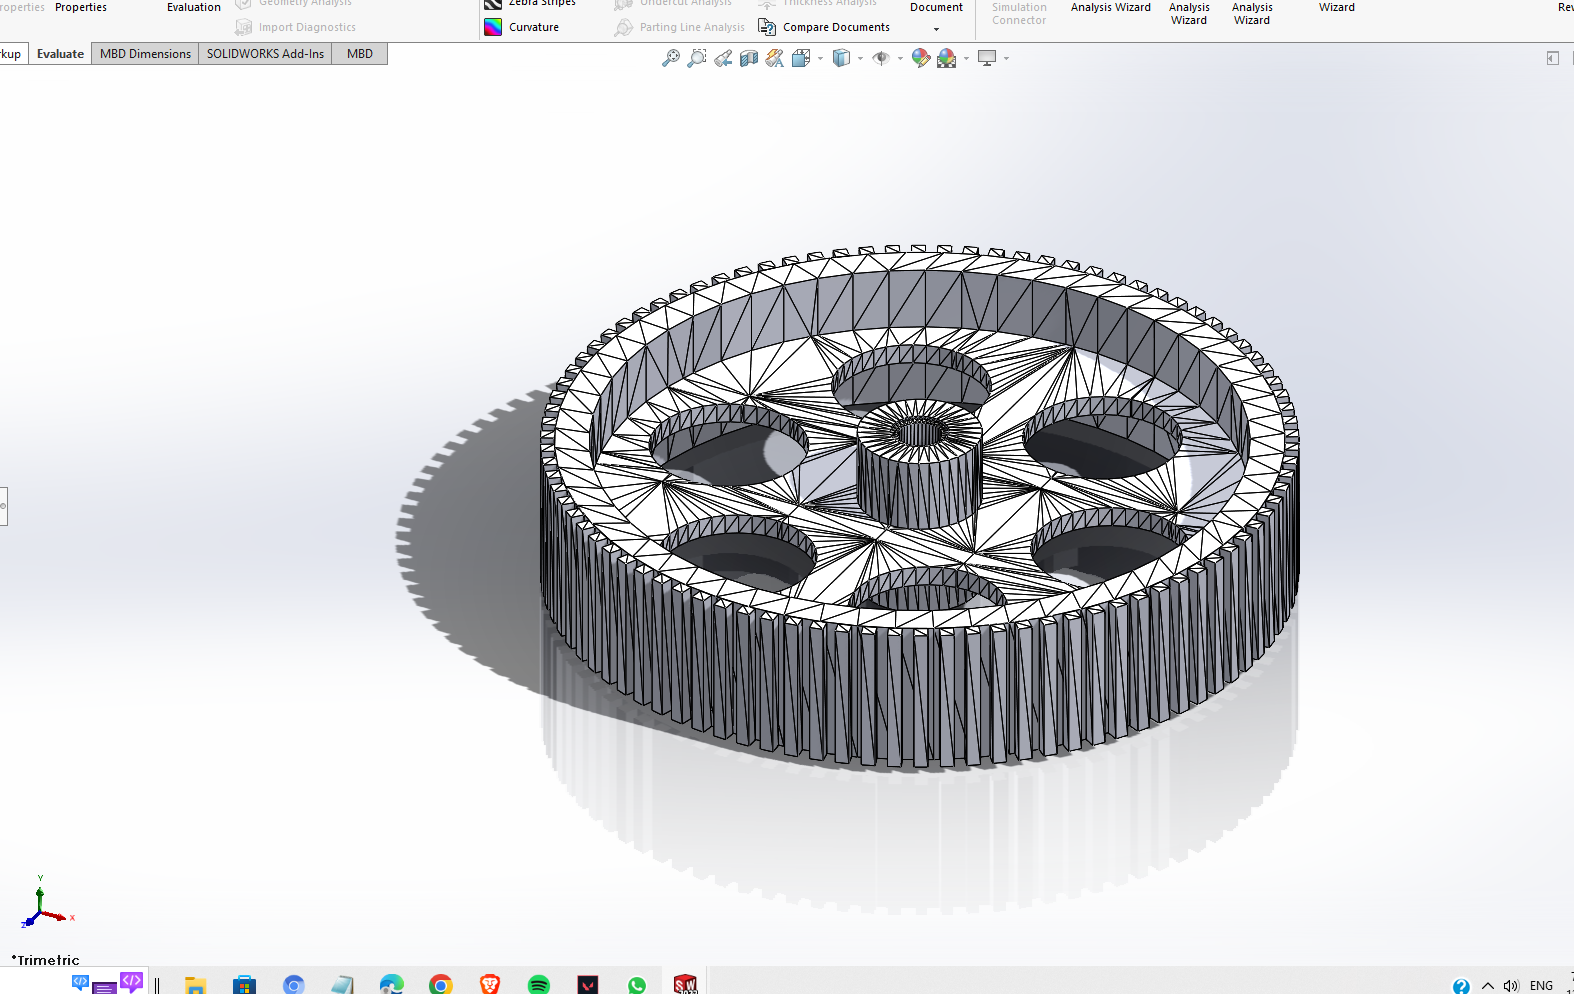 roperties Properties Evaluation Geometry Analysis Zebra Stripes Undercut Analysis Thickness Analysis Document Simulation Analysis Wizard Analysis Analysis Wizard
Import Diagnostics Curvature Parting Line Analysis Compare Documents Connector Wizard Wizard
kup Evaluate MBD Dimensions SOLIDWORKS Add-Ins MBD
Y
X
Z
*Trimetric
SW
ENG